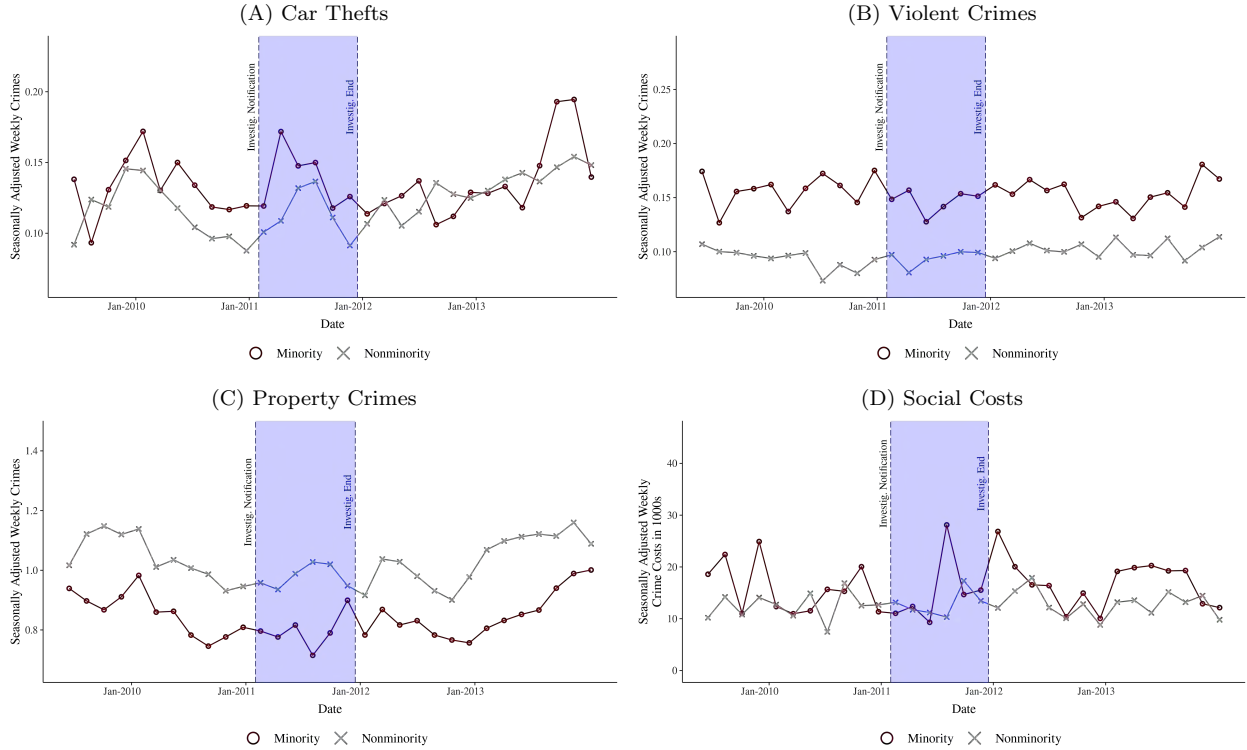 (A) Car Thefts
Seasonally Adjusted Weekly Crimes
0.20
0.15
0.10
Investig. Notification
Investig. End
Jan-2010 Jan-2011 Jan-2012 Jan-2013
Date
Minority Nonminority
(B) Violent Crimes
Seasonally Adjusted Weekly Crimes
0.25
0.20
0.15
0.10
Investig. Notification
Investig. End
Jan-2010 Jan-2011 Jan-2012 Jan-2013
Date
Minority Nonminority
(C) Property Crimes
Seasonally Adjusted Weekly Crimes
1.4
1.2
1.0
0.8
Investig. Notification
Investig. End
Jan-2010 Jan-2011 Jan-2012 Jan-2013
Date
Minority Nonminority
(D) Social Costs
Seasonally Adjusted Weekly
Crime Costs in 1000s
40
30
20
10
0
Investig. Notification
Investig. End
Jan-2010 Jan-2011 Jan-2012 Jan-2013
Date
Minority Nonminority